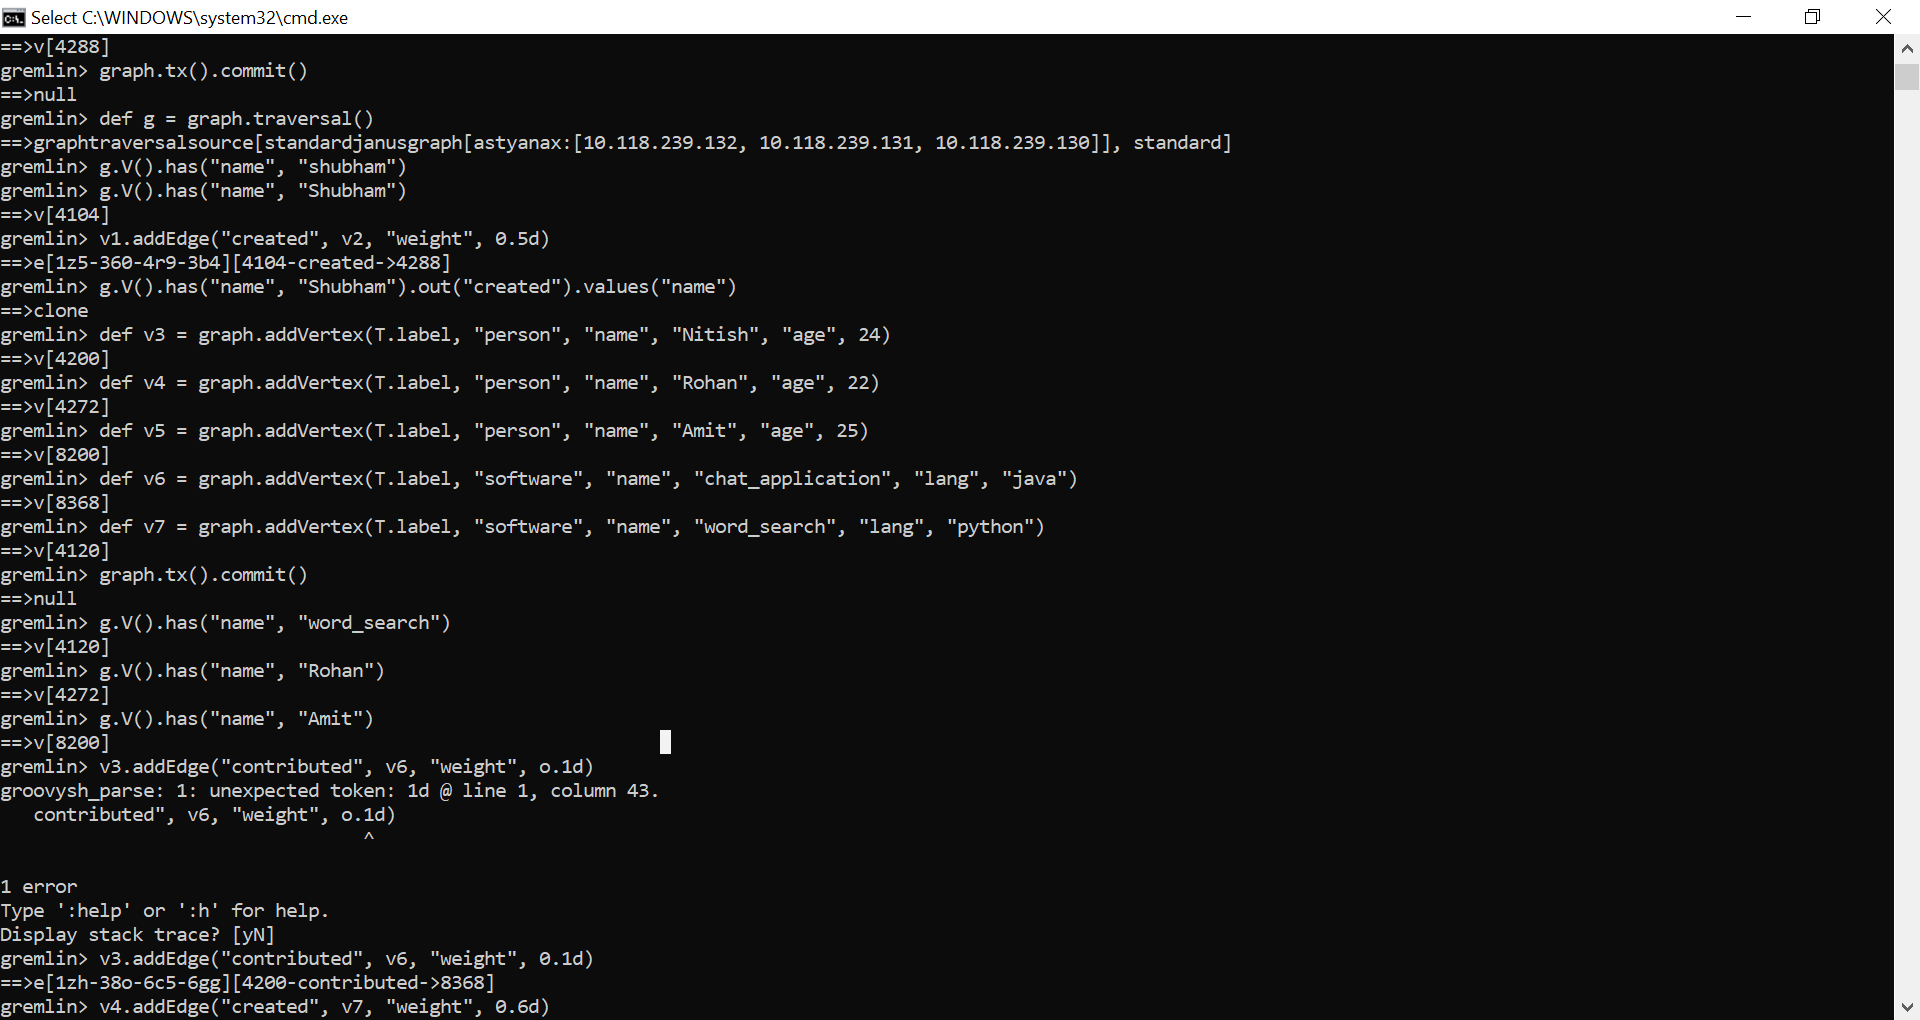 Select C:\WINDOWS\system32\cmd.exe
==>v[4288]
gremlin> graph.tx().commit()
==>null
gremlin> def g = graph.traversal()
==>graphtraversalsource[standardjanusgraph[astyanax:[10.118.239.132, 10.118.239.131, 10.118.239.130]], standard]
gremlin> g.V().has("name", "shubham")
gremlin> g.V().has("name", "Shubham")
==>v[4104]
gremlin> v1.addEdge("created", v2, "weight", 0.5d)
==>e[1z5-360-4r9-3b4][4104-created->4288]
gremlin> g.V().has("name", "Shubham").out("created").values("name")
==>clone
gremlin> def v3 = graph.addVertex(T.label, "person", "name", "Nitish", "age", 24)
==>v[4200]
gremlin> def v4 = graph.addVertex(T.label, "person", "name", "Rohan", "age", 22)
==>v[4272]
gremlin> def v5 = graph.addVertex(T.label, "person", "name", "Amit", "age", 25)
==>v[8200]
gremlin> def v6 = graph.addVertex(T.label, "software", "name", "chat_application", "lang", "java")
==>v[8368]
gremlin> def v7 = graph.addVertex(T.label, "software", "name", "word_search", "lang", "python")
==>v[4120]
gremlin> graph.tx().commit()
==>null
gremlin> g.V().has("name", "word_search")
==>v[4120]
gremlin> g.V().has("name", "Rohan")
==>v[4272]
gremlin> g.V().has("name", "Amit")
==>v[8200]
gremlin> v3.addEdge("contributed", v6, "weight", o.1d)
groovysh_parse: 1: unexpected token: 1d @ line 1, column 43.
   contributed", v6, "weight", o.1d)
                                 ^
1 error
Type ':help' or ':h' for help.
Display stack trace? [yN]
gremlin> v3.addEdge("contributed", v6, "weight", 0.1d)
==>e[1zh-38o-6c5-6gg][4200-contributed->8368]
gremlin> v4.addEdge("created", v7, "weight", 0.6d)